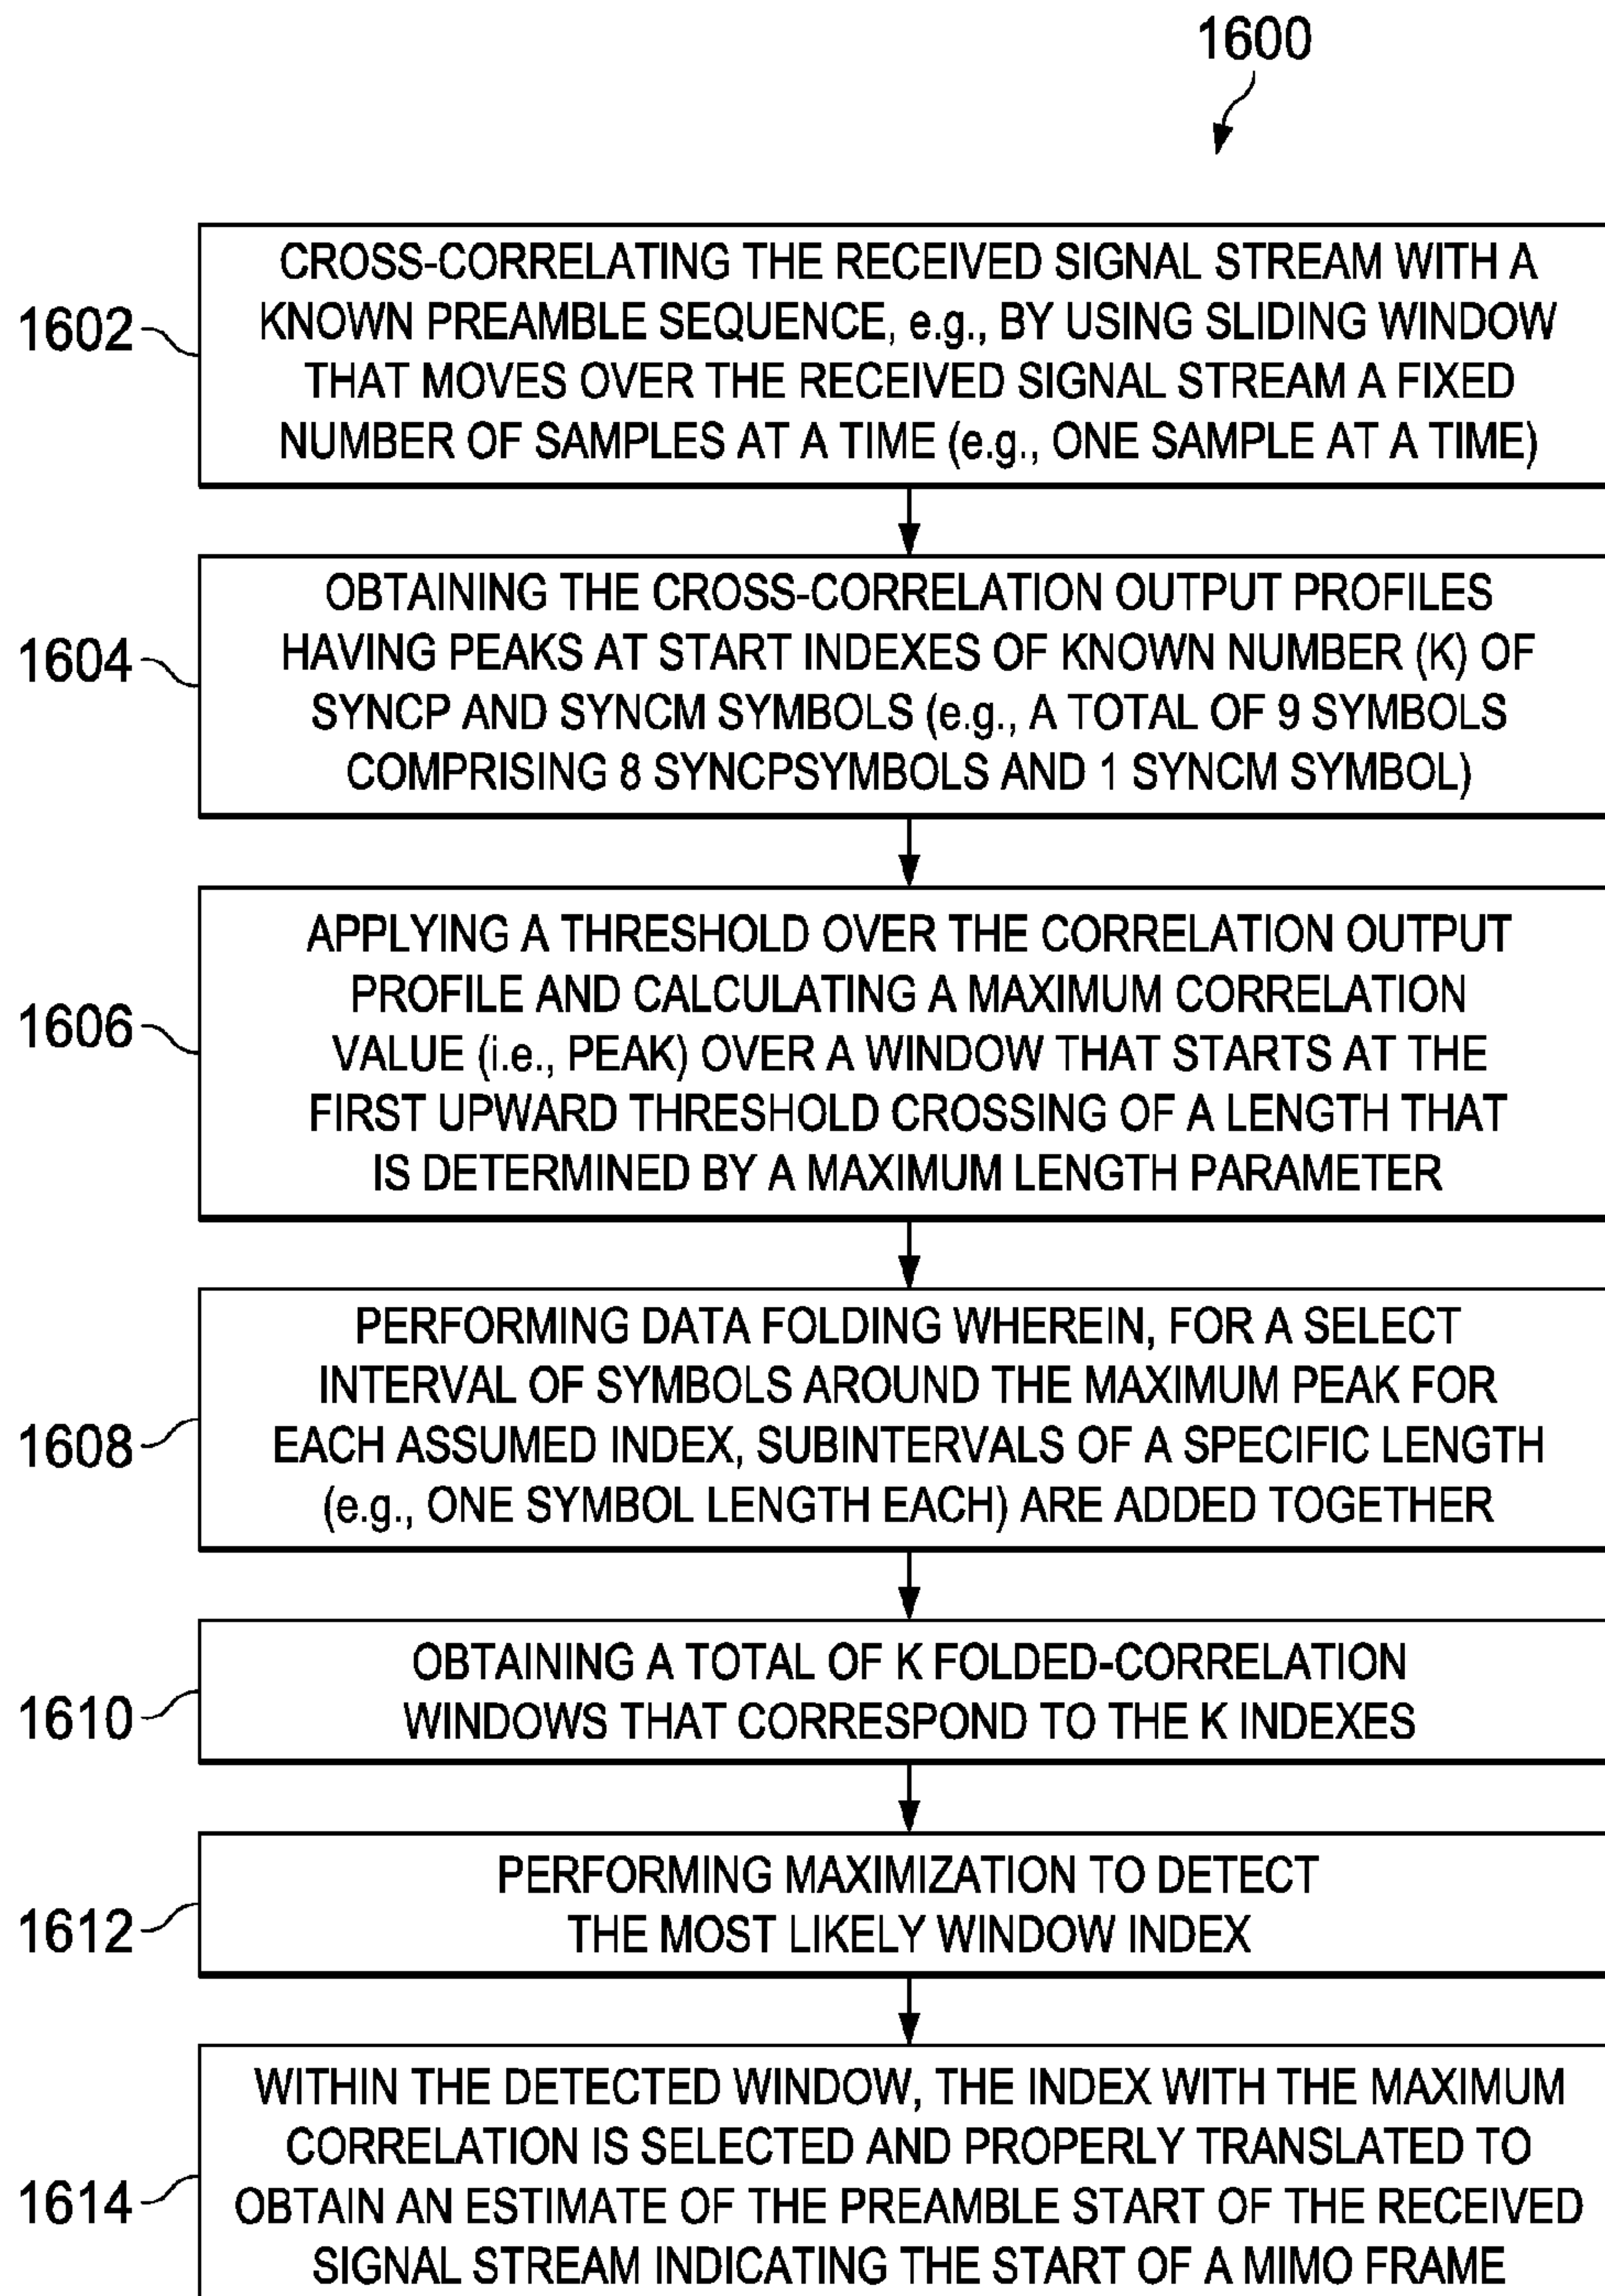 1600
1602
CROSS-CORRELATING THE RECEIVED SIGNAL STREAM WITH A
KNOWN PREAMBLE SEQUENCE, e.g., BY USING SLIDING WINDOW
THAT MOVES OVER THE RECEIVED SIGNAL STREAM A FIXED
NUMBER OF SAMPLES AT A TIME (e.g., ONE SAMPLE AT A TIME)
1604
OBTAINING THE CROSS-CORRELATION OUTPUT PROFILES
HAVING PEAKS AT START INDEXES OF KNOWN NUMBER (K) OF
SYNCP AND SYNCM SYMBOLS (e.g., A TOTAL OF 9 SYMBOLS
COMPRISING 8 SYNCPSYMBOLS AND 1 SYNCM SYMBOL)
1606
APPLYING A THRESHOLD OVER THE CORRELATION OUTPUT
PROFILE AND CALCULATING A MAXIMUM CORRELATION
VALUE (i.e., PEAK) OVER A WINDOW THAT STARTS AT THE
FIRST UPWARD THRESHOLD CROSSING OF A LENGTH THAT
IS DETERMINED BY A MAXIMUM LENGTH PARAMETER
1608
PERFORMING DATA FOLDING WHEREIN, FOR A SELECT
INTERVAL OF SYMBOLS AROUND THE MAXIMUM PEAK FOR
EACH ASSUMED INDEX, SUBINTERVALS OF A SPECIFIC LENGTH
(e.g., ONE SYMBOL LENGTH EACH) ARE ADDED TOGETHER
1610
OBTAINING A TOTAL OF K FOLDED-CORRELATION
WINDOWS THAT CORRESPOND TO THE K INDEXES
1612
PERFORMING MAXIMIZATION TO DETECT
THE MOST LIKELY WINDOW INDEX
1614
WITHIN THE DETECTED WINDOW, THE INDEX WITH THE MAXIMUM
CORRELATION IS SELECTED AND PROPERLY TRANSLATED TO
OBTAIN AN ESTIMATE OF THE PREAMBLE START OF THE RECEIVED
SIGNAL STREAM INDICATING THE START OF A MIMO FRAME